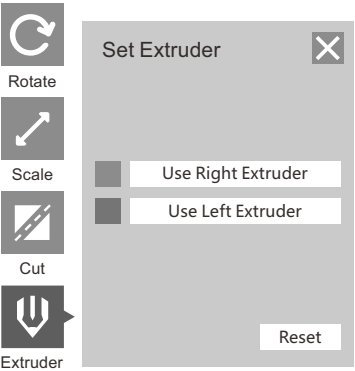 Rotate
Scale
Cut
Extruder
Set Extruder
Use Right Extruder
Use Left Extruder
Reset